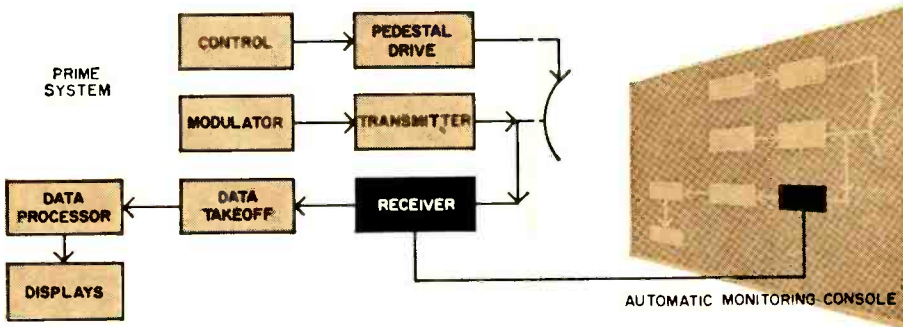 CONTROL
PEDESTAL
DRIVE
PRIME
SYSTEM
MODULATOR
TRANSMITTER
DATA
PROCESSOR
DATA
TAKEOFF
RECEIVER
DISPLAYS
AUTOMATIC MONITORING CONSOLE